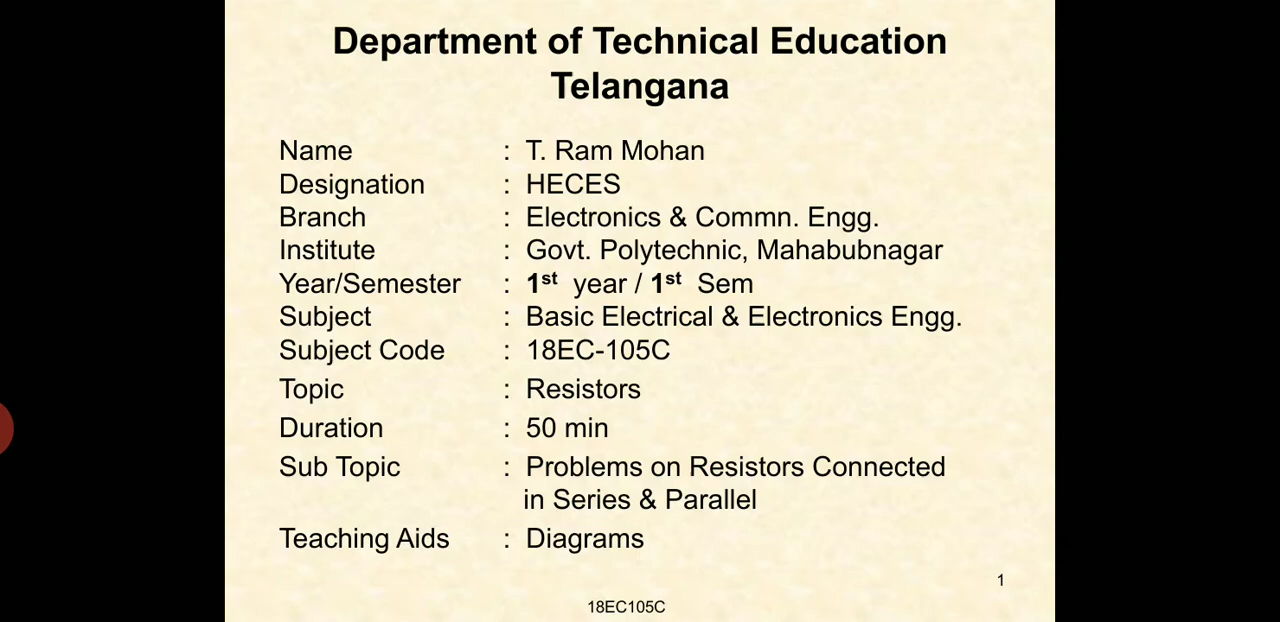 Department of Technical Education
Telangana
Name : T. Ram Mohan
Designation : HECES
Branch : Electronics & Commn. Engg.
Institute : Govt. Polytechnic, Mahabubnagar
Year/Semester : 1st year / 1st Sem
Subject : Basic Electrical & Electronics Engg.
Subject Code : 18EC-105C
Topic : Resistors
Duration : 50 min
Sub Topic : Problems on Resistors Connected
in Series & Parallel
Teaching Aids : Diagrams
1
18EC105C